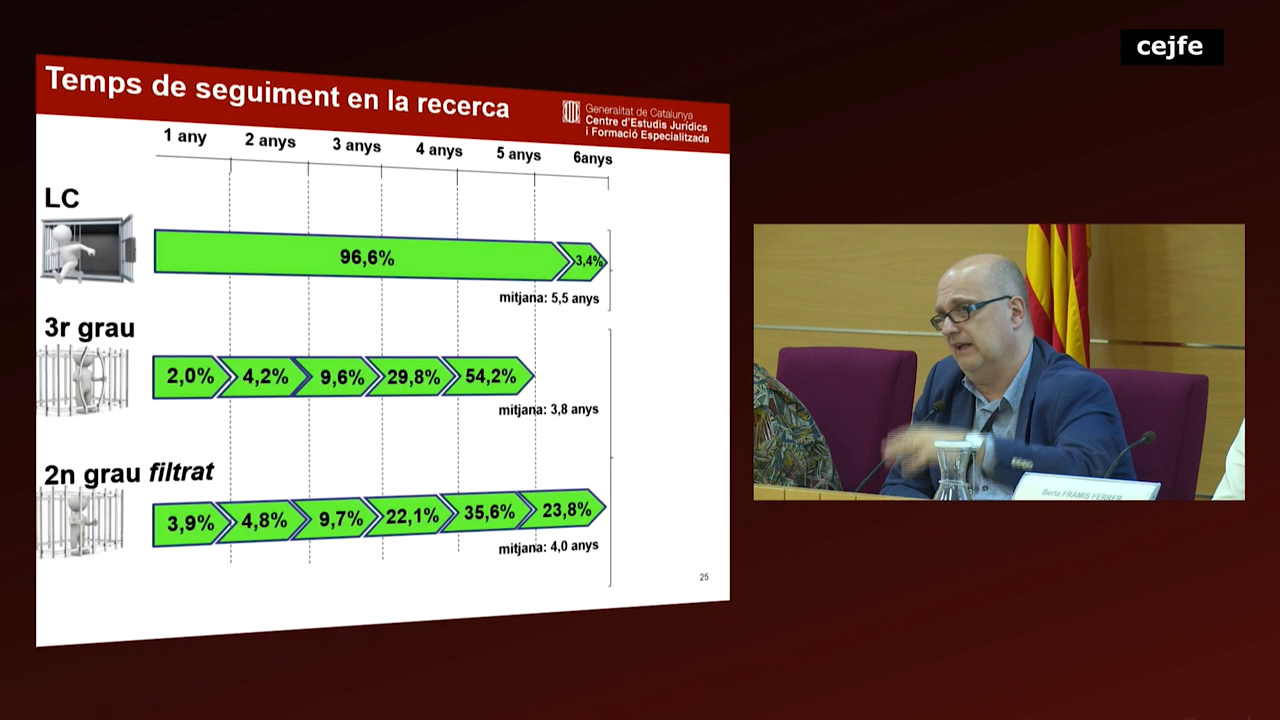 cejfe
Temps de seguiment en la recerca
Generalitat de Catalunya
Centre d'Estudis Jurídics
i Formació Especialitzada
1 any 2 anys 3 anys 4 anys 5 anys 6anys
LC
96,6% 3,4%
mitjana: 5,5 anys
3r grau
2,0% 4,2% 9,6% 29,8% 54,2%
mitjana: 3,8 anys
2n grau filtrat
3,9% 4,8% 9,7% 22,1% 35,6% 23,8%
mitjana: 4,0 anys
25
Berta FRAMIS FERRER